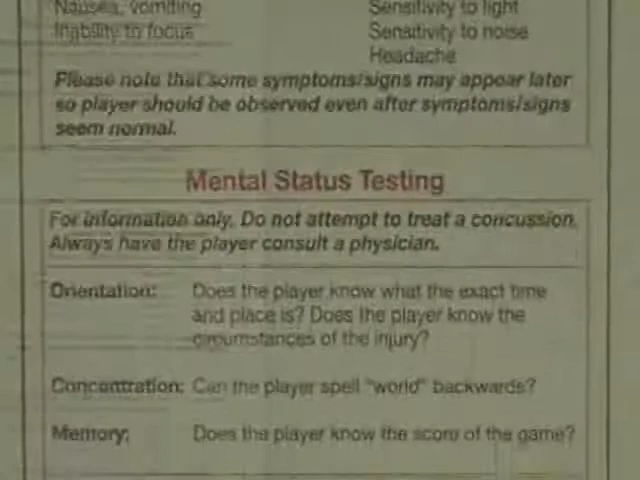 Nausea, vomiting Sensitivity to light
Inability to focus Sensitivity to noise
Headache
Please note that some symptoms/signs may appear later
so player should be observed even after symptoms/signs
seem normal.
Mental Status Testing
For information only. Do not attempt to treat a concussion.
Always have the player consult a physician.
Orientation: Does the player know what the exact time
and place is? Does the player know the
circumstances of the injury?
Concentration: Can the player spell "world" backwards?
Memory: Does the player know the score of the game?